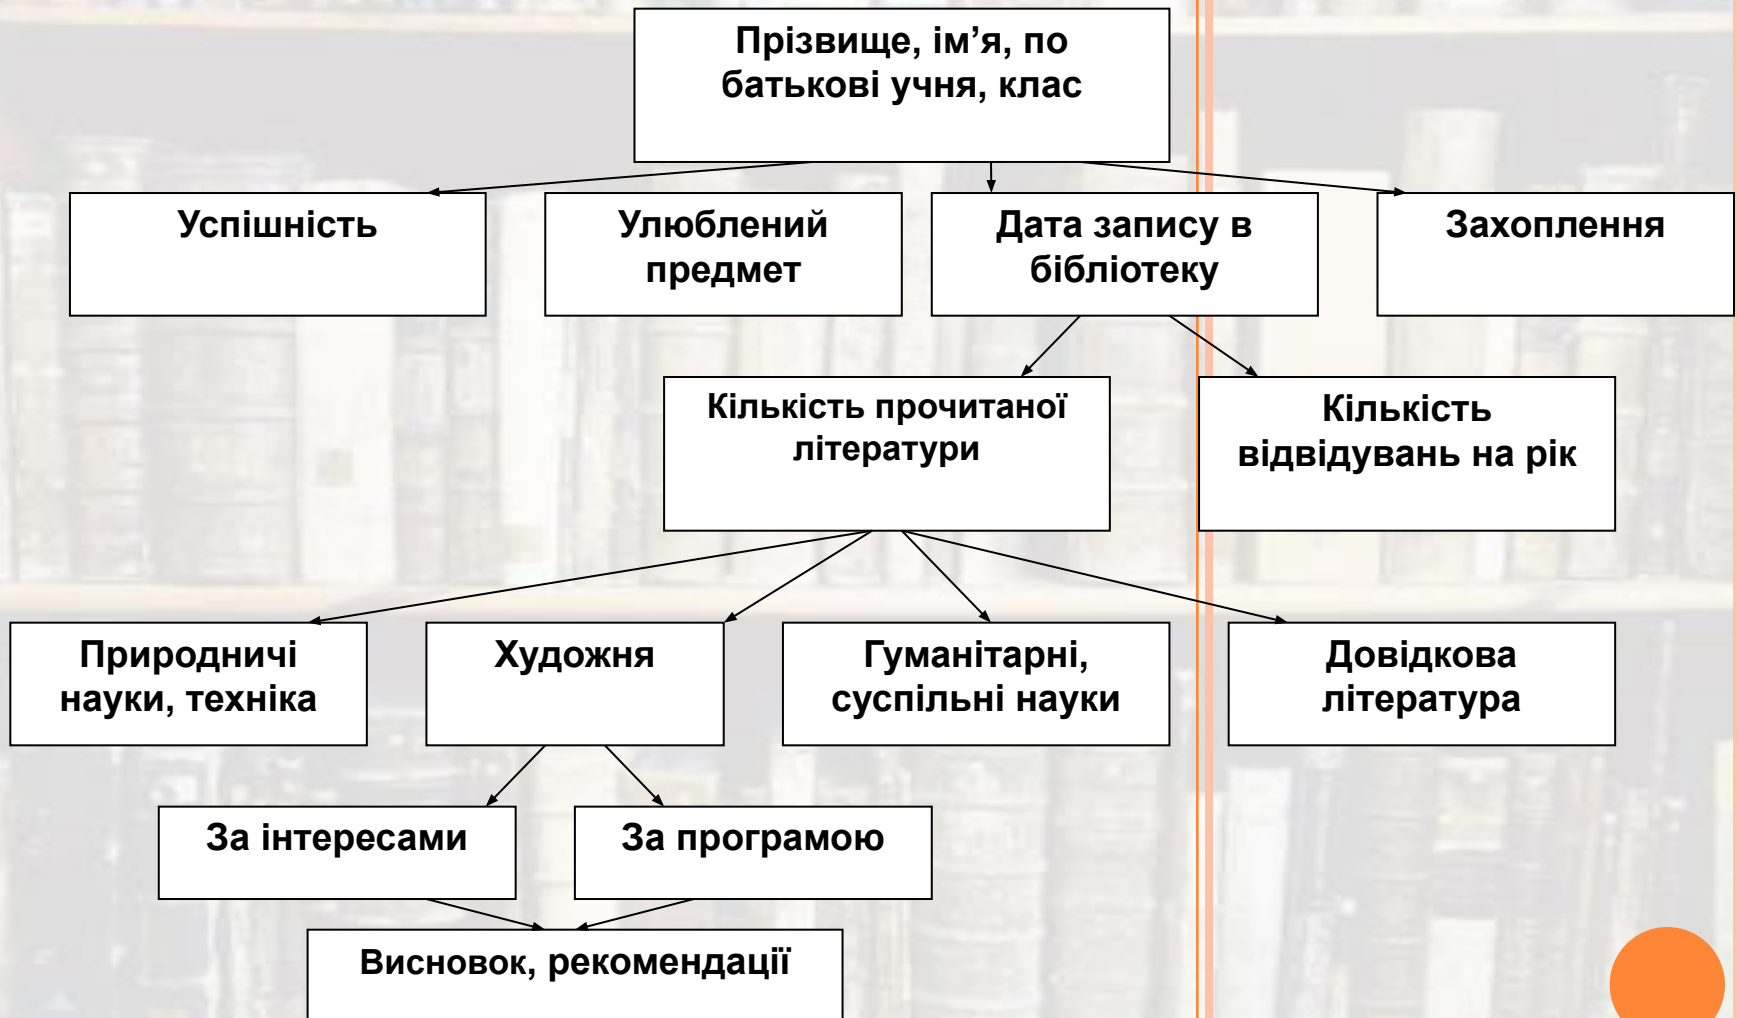 Прізвище, ім’я, по
батькові учня, клас
Успішність
Улюблений
предмет
Дата запису в
бібліотеку
Захоплення
Кількість прочитаної
літератури
Кількість
відвідувань на рік
Природничі
науки, техніка
Художня
Гуманітарні,
суспільні науки
Довідкова
література
За інтересами
За програмою
Висновок, рекомендації